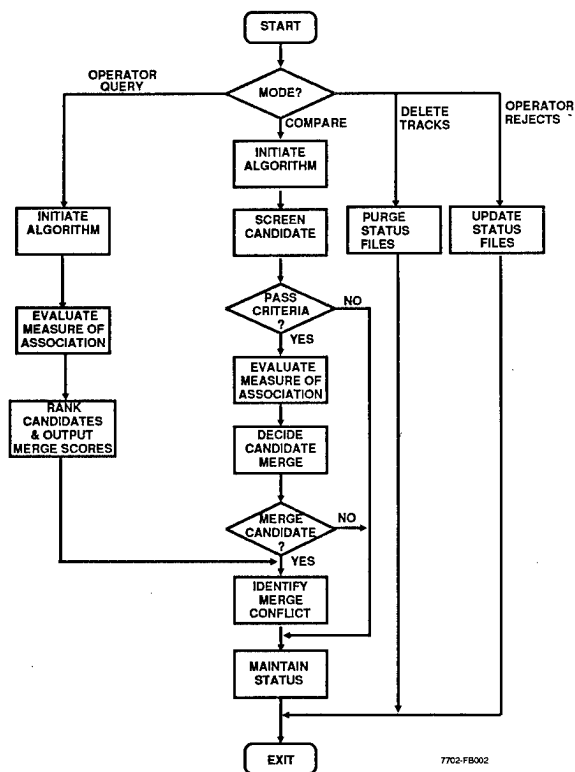 START
OPERATOR
QUERY
MODE?
COMPARE
DELETE
TRACKS
OPERATOR
REJECTS
INITIATE
ALGORITHM
INITIATE
ALGORITHM
SCREEN
CANDIDATE
PURGE
STATUS
FILES
UPDATE
STATUS
FILES
PASS
CRITERIA
?
NO
YES
EVALUATE
MEASURE OF
ASSOCIATION
EVALUATE
MEASURE OF
ASSOCIATION
RANK
CANDIDATES
& OUTPUT
MERGE SCORES
DECIDE
CANDIDATE
MERGE
MERGE
CANDIDATE
?
NO
YES
IDENTIFY
MERGE
CONFLICT
MAINTAIN
STATUS
EXIT
7702-FB002